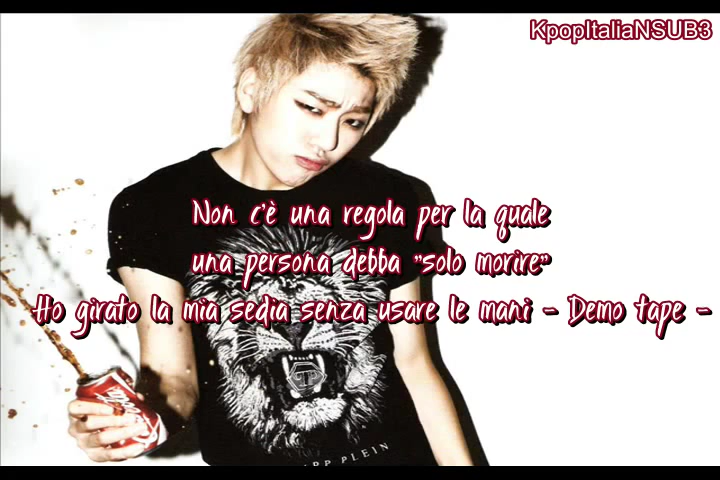 KpopItaliaNSUB3
Non c'è una regola per la quale
una persona debba "solo morire"
Ho girato la mia sedia senza usare le mani - Demo tape -
PLEIN